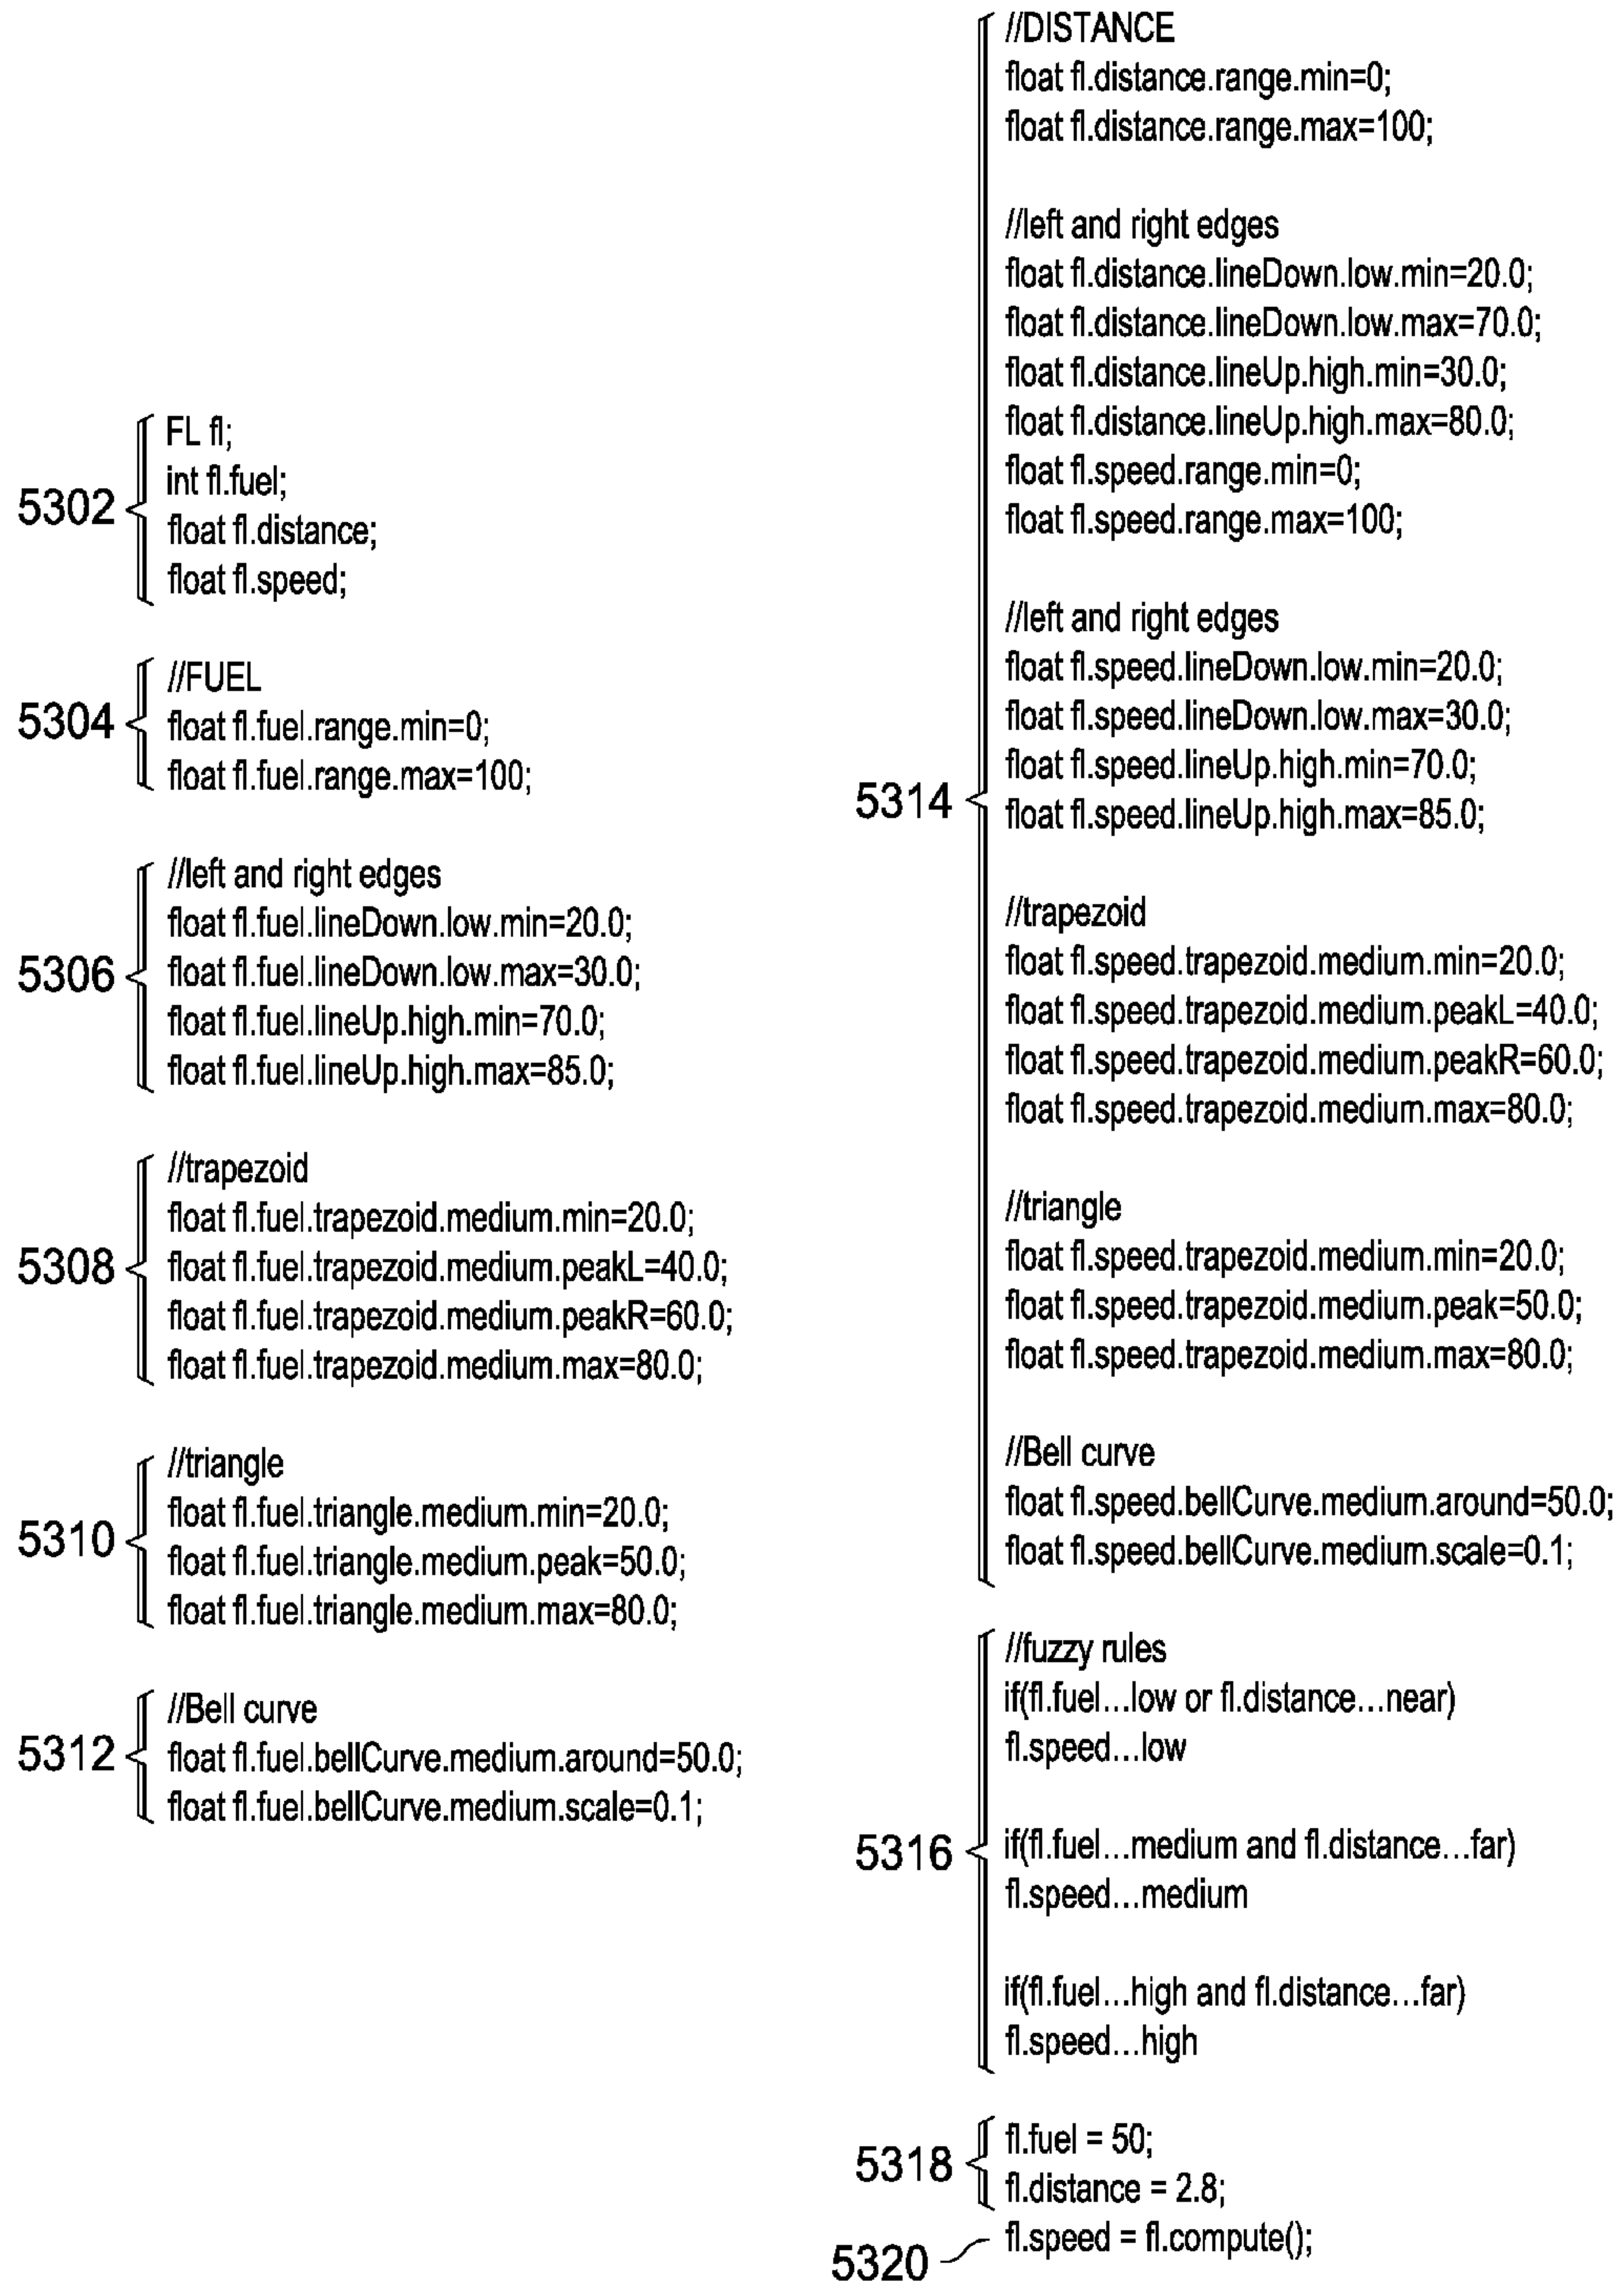 5302
FL fl;
int fl.fuel;
float fl.distance;
float fl.speed;
5304
//FUEL
float fl.fuel.range.min=0;
float fl.fuel.range.max=100;
5306
//left and right edges
float fl.fuel.lineDown.low.min=20.0;
float fl.fuel.lineDown.low.max=30.0;
float fl.fuel.lineUp.high.min=70.0;
float fl.fuel.lineUp.high.max=85.0;
5308
//trapezoid
float fl.fuel.trapezoid.medium.min=20.0;
float fl.fuel.trapezoid.medium.peakL=40.0;
float fl.fuel.trapezoid.medium.peakR=60.0;
float fl.fuel.trapezoid.medium.max=80.0;
5310
//triangle
float fl.fuel.triangle.medium.min=20.0;
float fl.fuel.triangle.medium.peak=50.0;
float fl.fuel.triangle.medium.max=80.0;
5312
//Bell curve
float fl.fuel.bellCurve.medium.around=50.0;
float fl.fuel.bellCurve.medium.scale=0.1;
5314
//DISTANCE
float fl.distance.range.min=0;
float fl.distance.range.max=100;
//left and right edges
float fl.distance.lineDown.low.min=20.0;
float fl.distance.lineDown.low.max=70.0;
float fl.distance.lineUp.high.min=30.0;
float fl.distance.lineUp.high.max=80.0;
float fl.speed.range.min=0;
float fl.speed.range.max=100;
//left and right edges
float fl.speed.lineDown.low.min=20.0;
float fl.speed.lineDown.low.max=30.0;
float fl.speed.lineUp.high.min=70.0;
float fl.speed.lineUp.high.max=85.0;
//trapezoid
float fl.speed.trapezoid.medium.min=20.0;
float fl.speed.trapezoid.medium.peakL=40.0;
float fl.speed.trapezoid.medium.peakR=60.0;
float fl.speed.trapezoid.medium.max=80.0;
//triangle
float fl.speed.trapezoid.medium.min=20.0;
float fl.speed.trapezoid.medium.peak=50.0;
float fl.speed.trapezoid.medium.max=80.0;
//Bell curve
float fl.speed.bellCurve.medium.around=50.0;
float fl.speed.bellCurve.medium.scale=0.1;
5316
//fuzzy rules
if(fl.fuel...low or fl.distance...near)
fl.speed...low
if(fl.fuel...medium and fl.distance...far)
fl.speed...medium
if(fl.fuel...high and fl.distance...far)
fl.speed...high
5318
fl.fuel = 50;
fl.distance = 2.8;
5320
fl.speed = fl.compute();